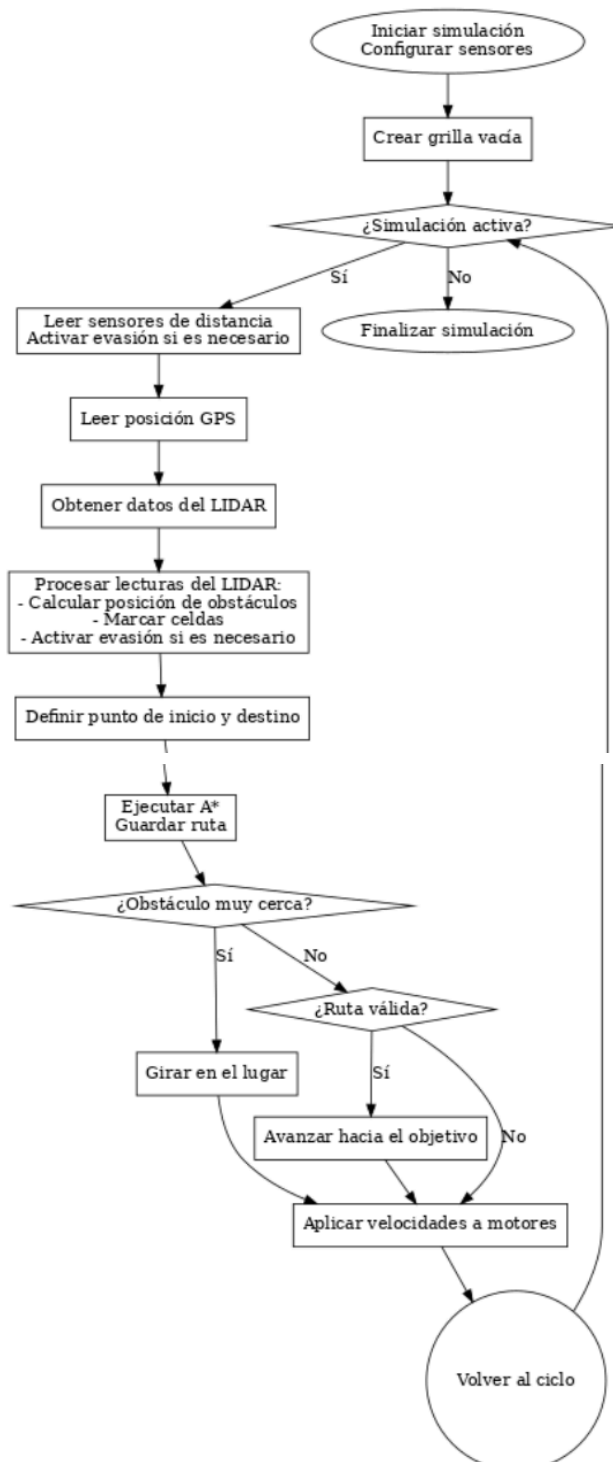 Iniciar simulación
Configurar sensores
Crear grilla vacía
¿Simulación activa?
Sí
No
Leer sensores de distancia
Activar evasión si es necesario
Finalizar simulación
Leer posición GPS
Obtener datos del LIDAR
Procesar lecturas del LIDAR:
- Calcular posición de obstáculos
- Marcar celdas
- Activar evasión si es necesario
Definir punto de inicio y destino
Ejecutar A*
Guardar ruta
¿Obstáculo muy cerca?
Sí
No
¿Ruta válida?
Girar en el lugar
Sí
Avanzar hacia el objetivo
No
Aplicar velocidades a motores
Volver al ciclo